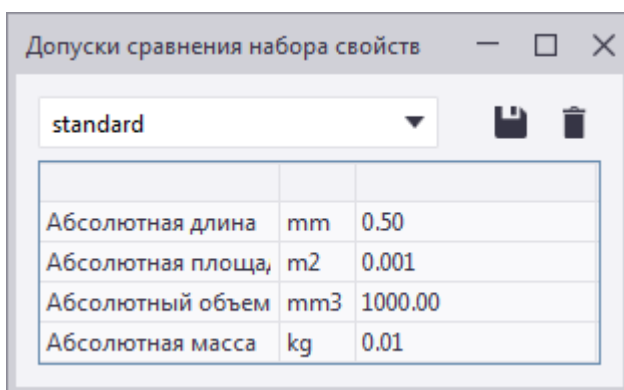 Допуски сравнения набора свойств
standard
Абсолютная длина mm 0.50
Абсолютная площа m2 0.001
Абсолютный объем mm3 1000.00
Абсолютная масса kg 0.01